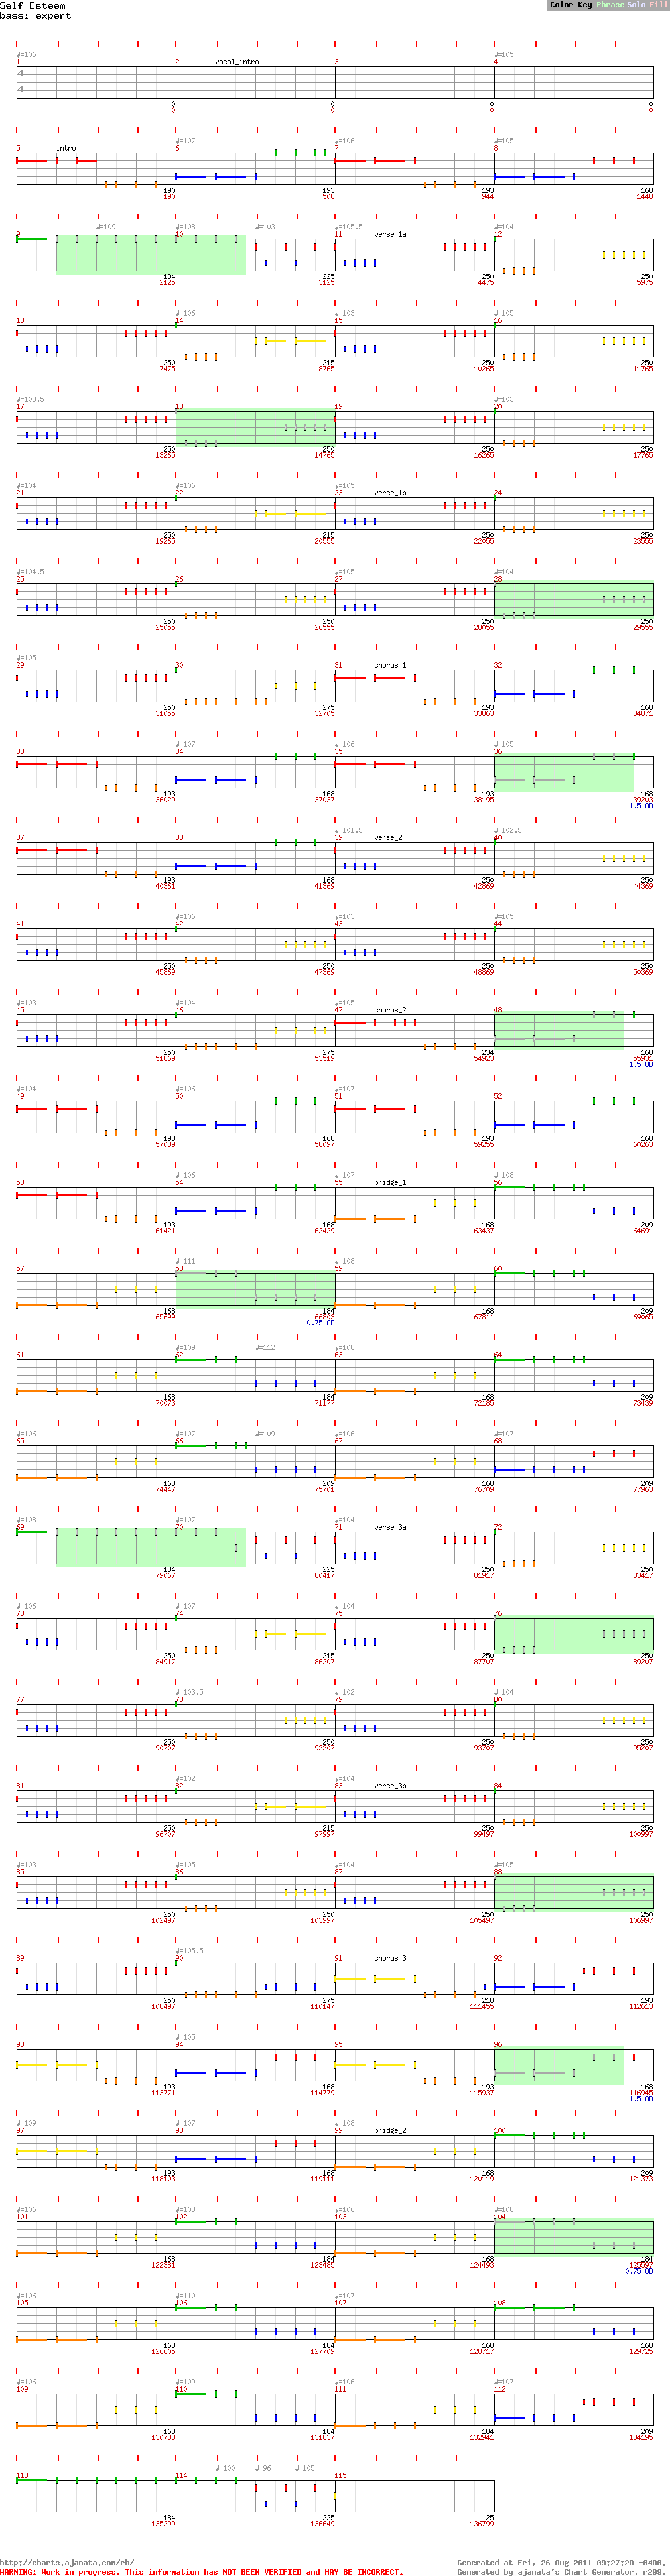 Self Esteem
bass: expert
Color Key Phrase Solo Fill
♩=106 ♩=105
1 2 vocal_intro 3 4
4
4
0 0 0 0
0 0 0 0
♩=107 ♩=106 ♩=105
5 intro 6 7 8
190 193 193 168
190 508 944 1448
♩=109 ♩=108 ♩=103 ♩=105.5 ♩=104
9 10 11 verse_1a 12
184 225 250 250
2125 3125 4475 5975
♩=106 ♩=103 ♩=105
13 14 15 16
250 215 250 250
7475 8765 10265 11765
♩=103.5 ♩=103
17 18 19 20
250 250 250 250
13265 14765 16265 17765
♩=104 ♩=106 ♩=105
21 22 23 verse_1b 24
250 215 250 250
19265 20555 22055 23555
♩=104.5 ♩=105 ♩=104
25 26 27 28
250 250 250 250
25055 26555 28055 29555
♩=105
29 30 31 chorus_1 32
250 250 193 168
31055 32705 33863 34871
♩=107 ♩=106 ♩=105
33 34 35 36
193 168 193 168
36029 37037 38195 39203
1.5 OD
♩=101.5 ♩=102.5
37 38 39 verse_2 40
193 168 250 250
40361 41369 42869 44369
♩=106 ♩=103 ♩=105
41 42 43 44
250 250 250 250
45869 47369 48869 50369
♩=103 ♩=104 ♩=105
45 46 47 chorus_2 48
250 275 234 168
51869 53519 54923 55931
1.5 OD
♩=104 ♩=106 ♩=107
49 50 51 52
193 168 193 168
57089 58097 59255 60263
♩=106 ♩=107 ♩=108
53 54 55 bridge_1 56
193 168 168 209
61421 62429 63437 64691
♩=111 ♩=108
57 58 59 60
168 184 168 209
65699 66803 67811 69065
0.75 OD
♩=109 ♩=112 ♩=108
61 62 63 64
168 184 168 209
70073 71177 72185 73439
♩=106 ♩=107 ♩=109 ♩=106 ♩=107
65 66 67 68
168 209 168 209
74447 75701 76709 77963
♩=108 ♩=107 ♩=104
69 70 71 verse_3a 72
184 225 250 250
79067 80417 81917 83417
♩=106 ♩=107 ♩=104
73 74 75 76
250 215 250 250
84917 86207 87707 89207
♩=103.5 ♩=102 ♩=104
77 78 79 80
250 250 250 250
90707 92207 93707 95207
♩=102 ♩=104
81 82 83 verse_3b 84
250 215 250 250
96707 97997 99497 100997
♩=103 ♩=105 ♩=104 ♩=105
85 86 87 88
250 250 250 250
102497 103997 105497 106997
♩=105.5
89 90 91 chorus_3 92
250 275 218 193
108497 110147 111455 112613
♩=105
93 94 95 96
193 168 193 168
113771 114779 115937 116945
1.5 OD
♩=109 ♩=107 ♩=108
97 98 99 bridge_2 100
193 168 168 209
118103 119111 120119 121373
♩=106 ♩=108 ♩=106 ♩=108
101 102 103 104
168 184 168 184
122381 123485 124493 125597
0.75 OD
♩=106 ♩=110 ♩=107
105 106 107 108
168 184 168 168
126605 127709 128717 129725
♩=106 ♩=109 ♩=106 ♩=107
109 110 111 112
168 184 184 209
130733 131837 132941 134195
♩=100 ♩=96 ♩=105
113 114 115
184 225 25
135299 136649 136799
http://charts.ajanata.com/rb/ Generated at Fri, 26 Aug 2011 09:27:20 -0400.
WARNING: Work in progress. This information has NOT BEEN VERIFIED and MAY BE INCORRECT. Generated by ajanata's Chart Generator, r299.